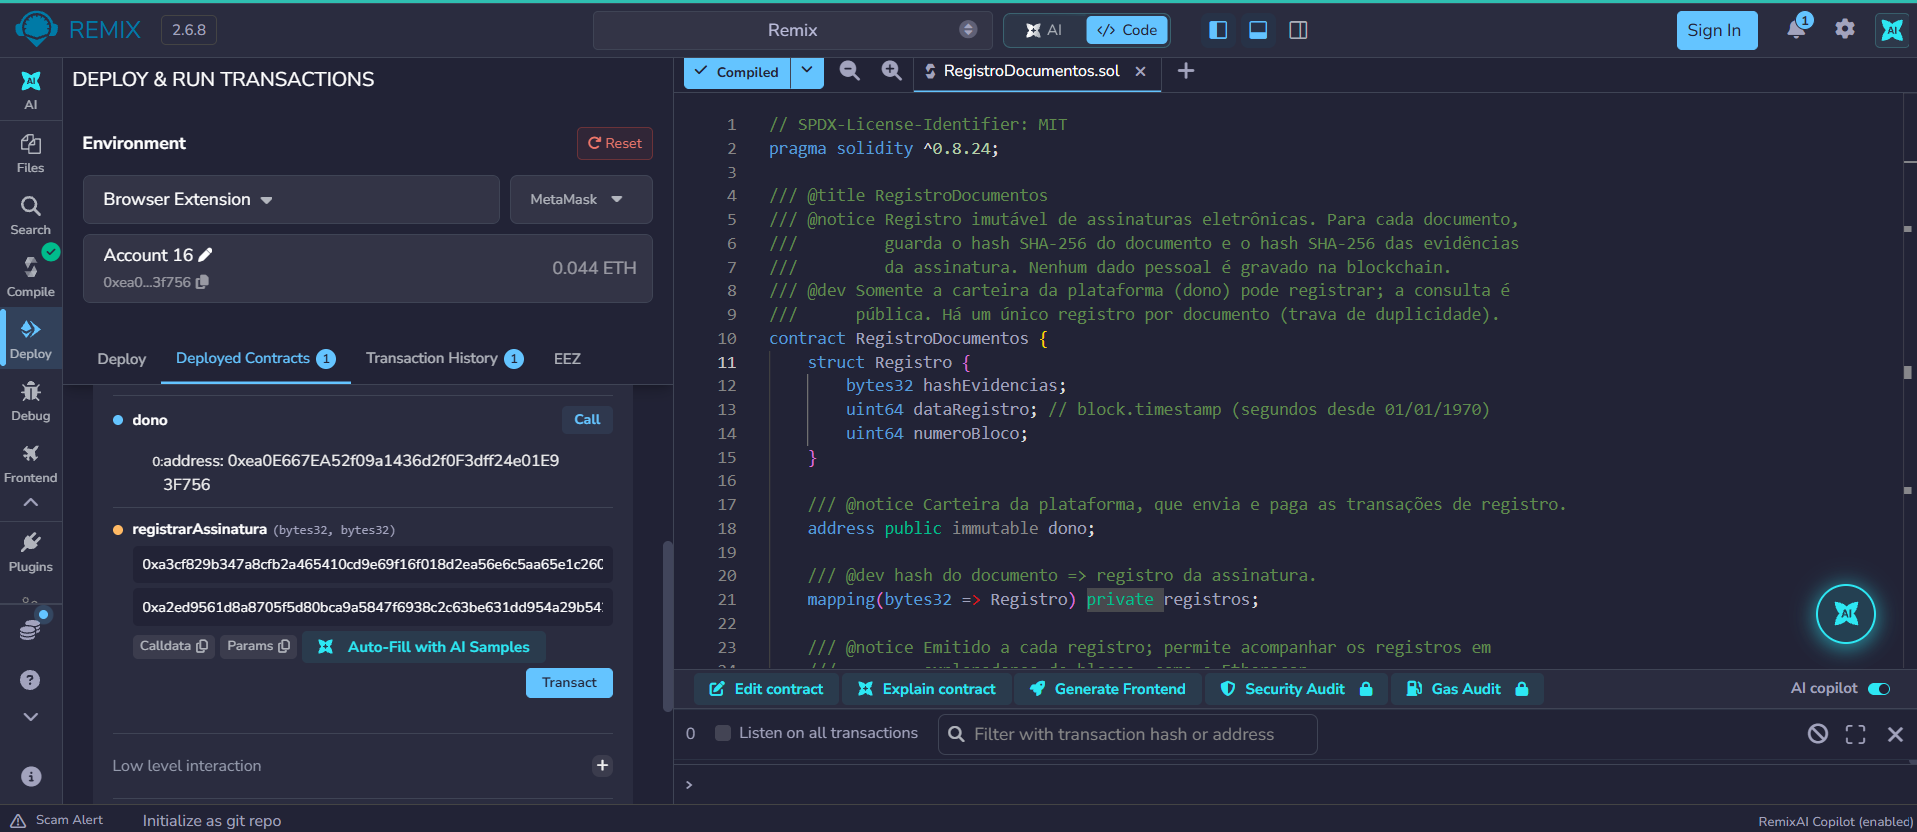 REMIX 2.6.8 Remix AI </> Code Sign In 1 AI
DEPLOY & RUN TRANSACTIONS
AI
Files
Search
Compile
Deploy
Debug
Frontend
Plugins
Environment
Reset
Browser Extension
MetaMask
Account 16
0xea0...3f756
0.044 ETH
Deploy
Deployed Contracts 1
Transaction History 1
EEZ
dono
Call
0:address: 0xea0E667EA52f09a1436d2f0F3dff24e01E9
3F756
registrarAssinatura (bytes32, bytes32)
0xa3cf829b347a8cfb2a465410cd9e69f16f018d2ea56e6c5aa65e1c260
0xa2ed9561d8a8705f5d80bca9a5847f6938c2c63be631dd954a29b54
Calldata
Params
Auto-Fill with AI Samples
Transact
Low level interaction
Compiled
RegistroDocumentos.sol
1 // SPDX-License-Identifier: MIT
2 pragma solidity ^0.8.24;
3
4 /// @title RegistroDocumentos
5 /// @notice Registro imutável de assinaturas eletrônicas. Para cada documento,
6 /// guarda o hash SHA-256 do documento e o hash SHA-256 das evidências
7 /// da assinatura. Nenhum dado pessoal é gravado na blockchain.
8 /// @dev Somente a carteira da plataforma (dono) pode registrar; a consulta é
9 /// pública. Há um único registro por documento (trava de duplicidade).
10 contract RegistroDocumentos {
11 struct Registro {
12 bytes32 hashEvidencias;
13 uint64 dataRegistro; // block.timestamp (segundos desde 01/01/1970)
14 uint64 numeroBloco;
15 }
16
17 /// @notice Carteira da plataforma, que envia e paga as transações de registro.
18 address public immutable dono;
19
20 /// @dev hash do documento => registro da assinatura.
21 mapping(bytes32 => Registro) private registros;
22
23 /// @notice Emitido a cada registro; permite acompanhar os registros em
Edit contract
Explain contract
Generate Frontend
Security Audit
Gas Audit
AI copilot
0
Listen on all transactions
Filter with transaction hash or address
>
AI
Scam Alert
Initialize as git repo
RemixAI Copilot (enabled)